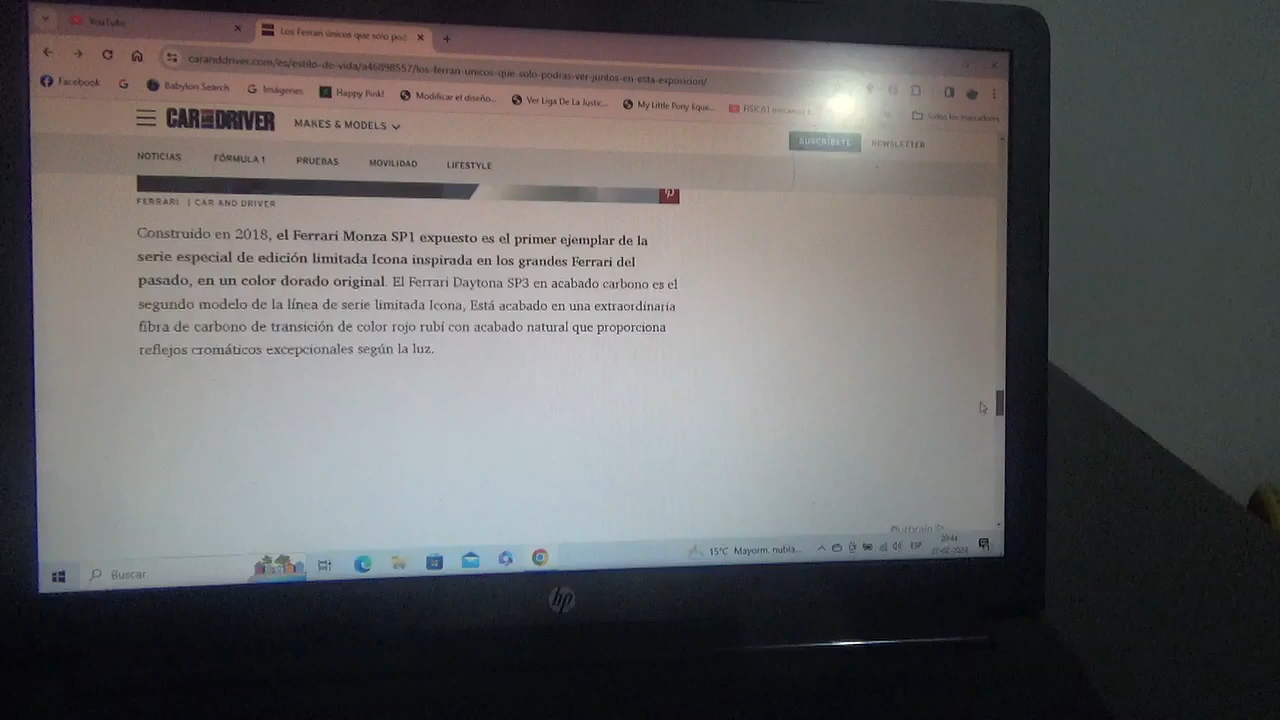 YouTube
Los Ferrari únicos que solo pod
caranddriver.com/es/estilo-de-vida/a46898557/los-ferrari-unicos-que-solo-podras-ver-juntos-en-esta-exposicion/
Facebook
Babylon Search
Imágenes
Happy Pink!
Modificar el diseño...
Ver Liga De La Justic...
My Little Pony Eque...
Todos los marcadores
CAR AND DRIVER
MAKES & MODELS
SUSCRÍBETE
NEWSLETTER
NOTICIAS
FÓRMULA 1
PRUEBAS
MOVILIDAD
LIFESTYLE
FERRARI | CAR AND DRIVER
Construido en 2018, el Ferrari Monza SP1 expuesto es el primer ejemplar de la
serie especial de edición limitada Icona inspirada en los grandes Ferrari del
pasado, en un color dorado original. El Ferrari Daytona SP3 en acabado carbono es el
segundo modelo de la línea de serie limitada Icona, Está acabado en una extraordinaria
fibra de carbono de transición de color rojo rubí con acabado natural que proporciona
reflejos cromáticos excepcionales según la luz.
Buscar
15°C Mayorm. nubla...
ESP
20:44
27-02-2024
hp